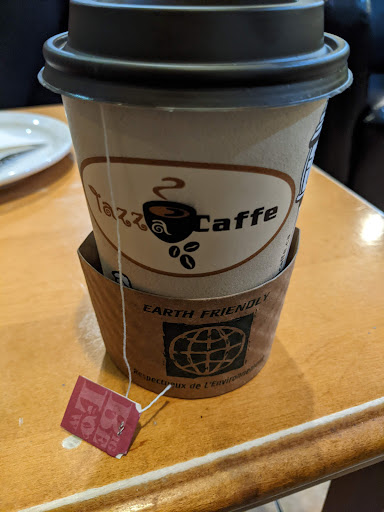 Tazza Caffe
EARTH FRIENDLY
Respectueux de L'Environnement